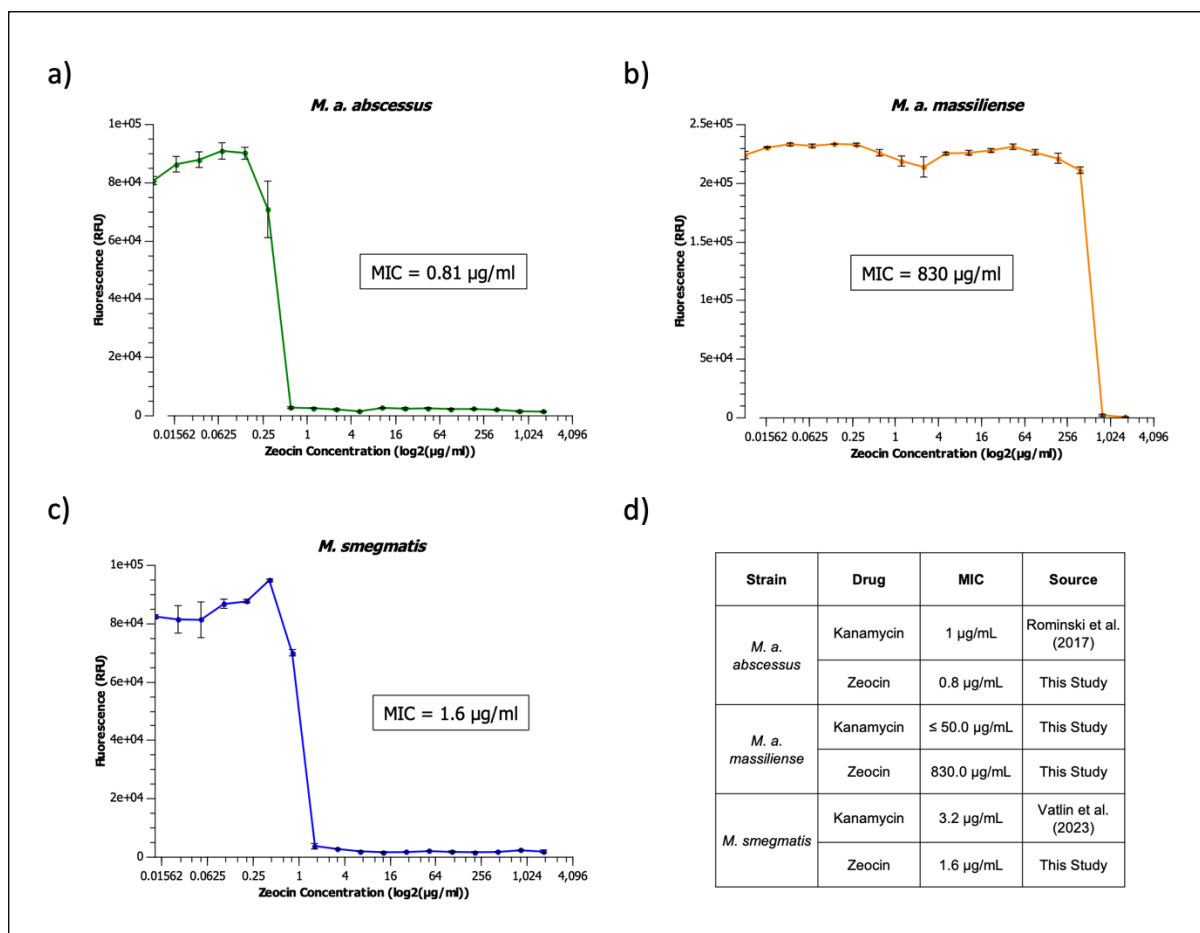 a)
M. a. abscessus
1e+05
8e+04
6e+04
4e+04
2e+04
0
Fluorescence (RFU)
MIC = 0.81 µg/ml
0.01562 0.0625 0.25 1 4 16 64 256 1,024 4,096
Zeocin Concentration (log2(µg/ml))
b)
M. a. massiliense
2.5e+05
2e+05
1.5e+05
1e+05
5e+04
0
Fluorescence (RFU)
MIC = 830 µg/ml
0.01562 0.0625 0.25 1 4 16 64 256 1,024 4,096
Zeocin Concentration (log2(µg/ml))
c)
M. smegmatis
1e+05
8e+04
6e+04
4e+04
2e+04
0
Fluorescence (RFU)
MIC = 1.6 µg/ml
0.01562 0.0625 0.25 1 4 16 64 256 1,024 4,096
Zeocin Concentration (log2(µg/ml))
d)
Strain Drug MIC Source
M. a.
abscessus
Kanamycin 1 µg/mL Rominski et al.
(2017)
Zeocin 0.8 µg/mL This Study
M. a.
massiliense
Kanamycin ≤ 50.0 µg/mL This Study
Zeocin 830.0 µg/mL This Study
M. smegmatis
Kanamycin 3.2 µg/mL Vatlin et al.
(2023)
Zeocin 1.6 µg/mL This Study